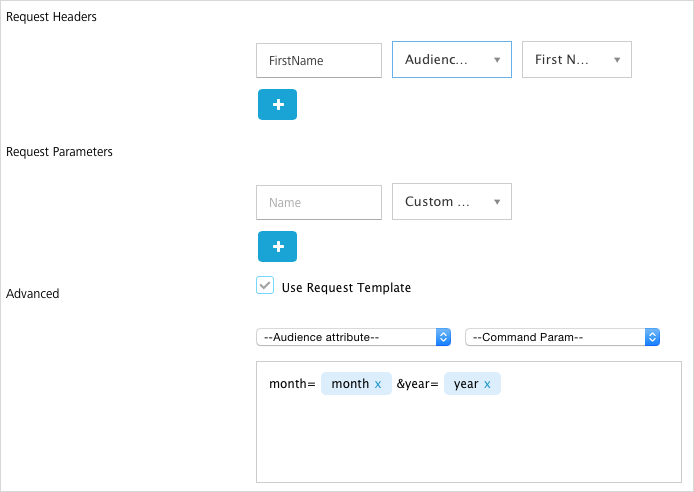 Request Headers
FirstName Audienc... First N...
+
Request Parameters
Name Custom ...
+
Advanced Use Request Template
--Audience attribute-- --Command Param--
month= month x &year= year x